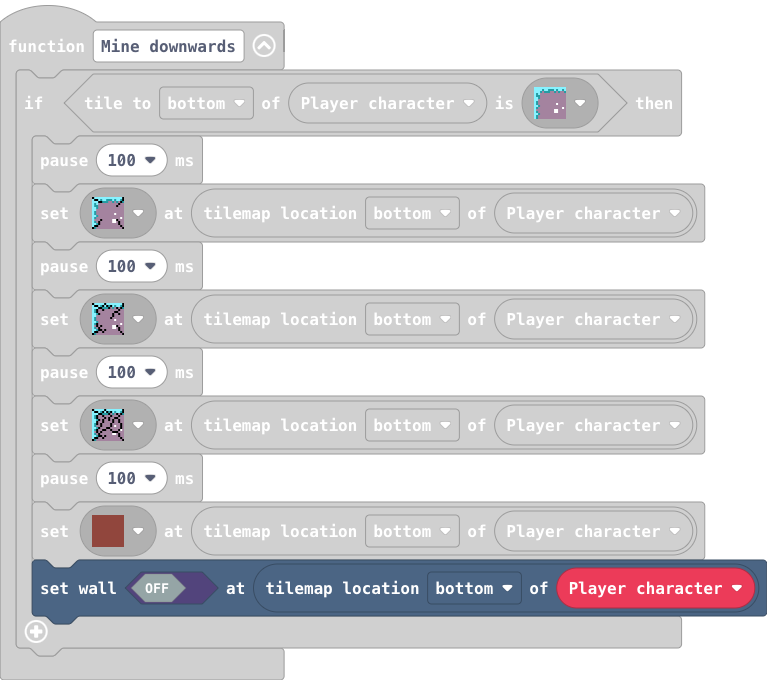 function Mine downwards
if tile to bottom of Player character is then
pause 100 ms
set at tilemap location bottom of Player character
pause 100 ms
set at tilemap location bottom of Player character
pause 100 ms
set at tilemap location bottom of Player character
pause 100 ms
set at tilemap location bottom of Player character
set wall OFF at tilemap location bottom of Player character